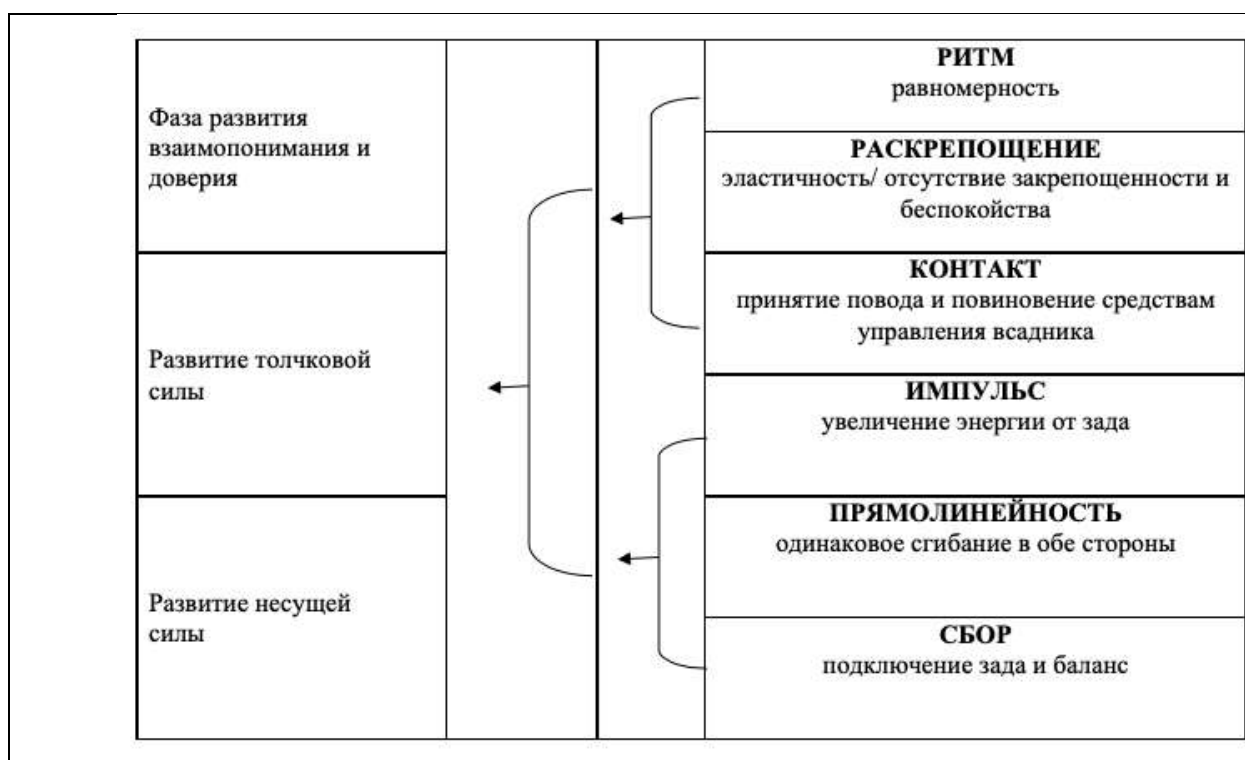 Фаза развития
взаимопонимания и
доверия
Развитие толчковой
силы
Развитие несущей
силы
РИТМ
равномерность
РАСКРЕПОЩЕНИЕ
эластичность/ отсутствие закрепощенности и
беспокойства
КОНТАКТ
принятие повода и повиновение средствам
управления всадника
ИМПУЛЬС
увеличение энергии от зада
ПРЯМОЛИНЕЙНОСТЬ
одинаковое сгибание в обе стороны
СБОР
подключение зада и баланс